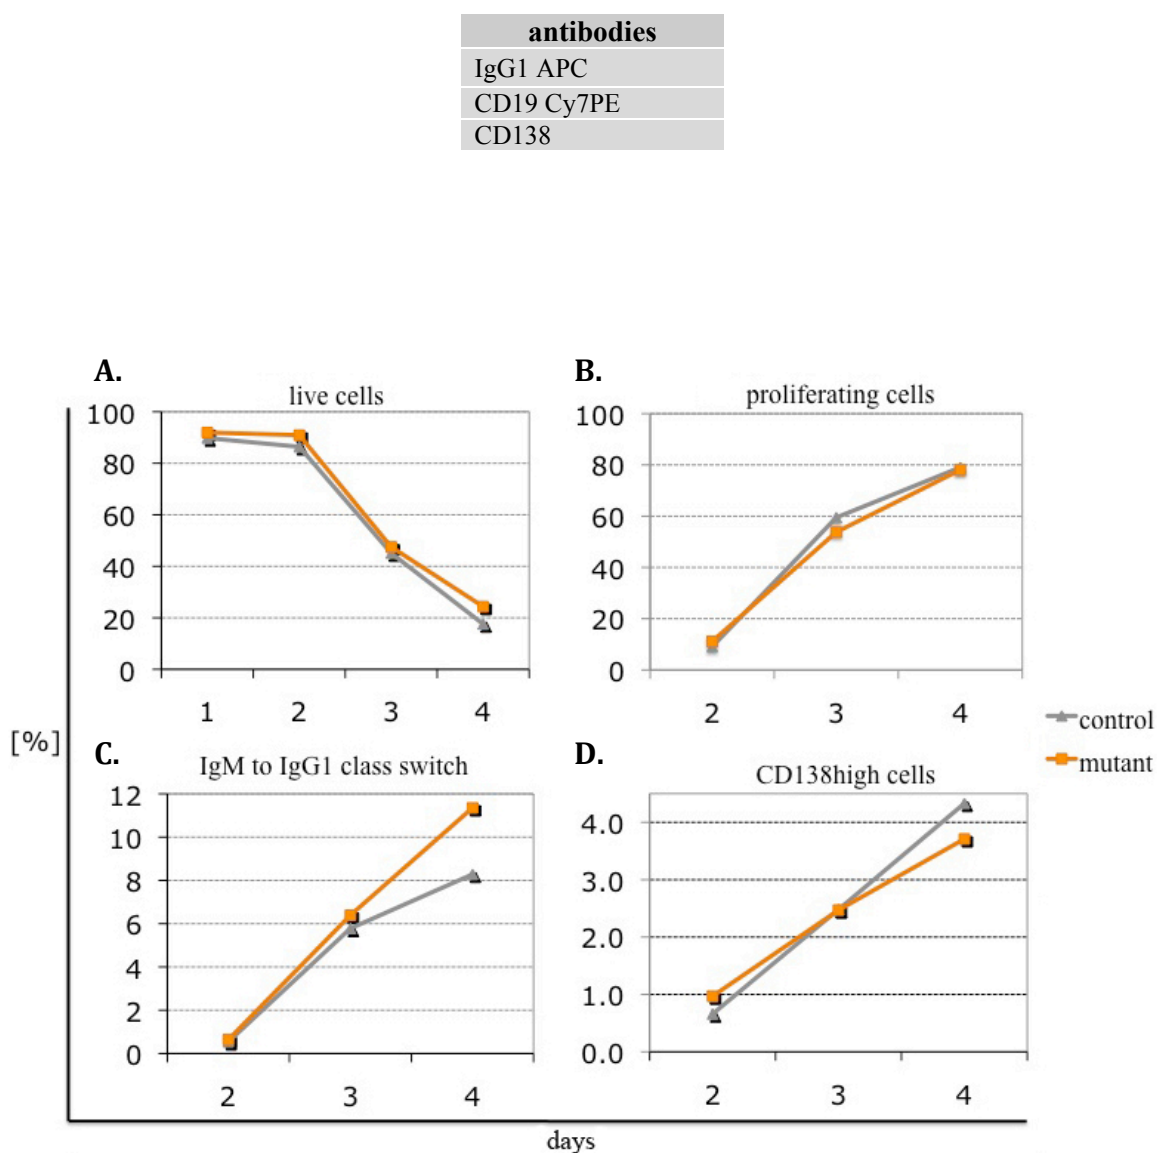 antibodies
IgG1 APC
CD19 Cy7PE
CD138
A.
live cells
100
80
60
40
20
0
1 2 3 4
B.
proliferating cells
100
80
60
40
20
0
2 3 4
[%]
C.
IgM to IgG1 class switch
12
10
8
6
4
2
0
2 3 4
D.
CD138high cells
4.0
3.0
2.0
1.0
0.0
2 3 4
control
mutant
days